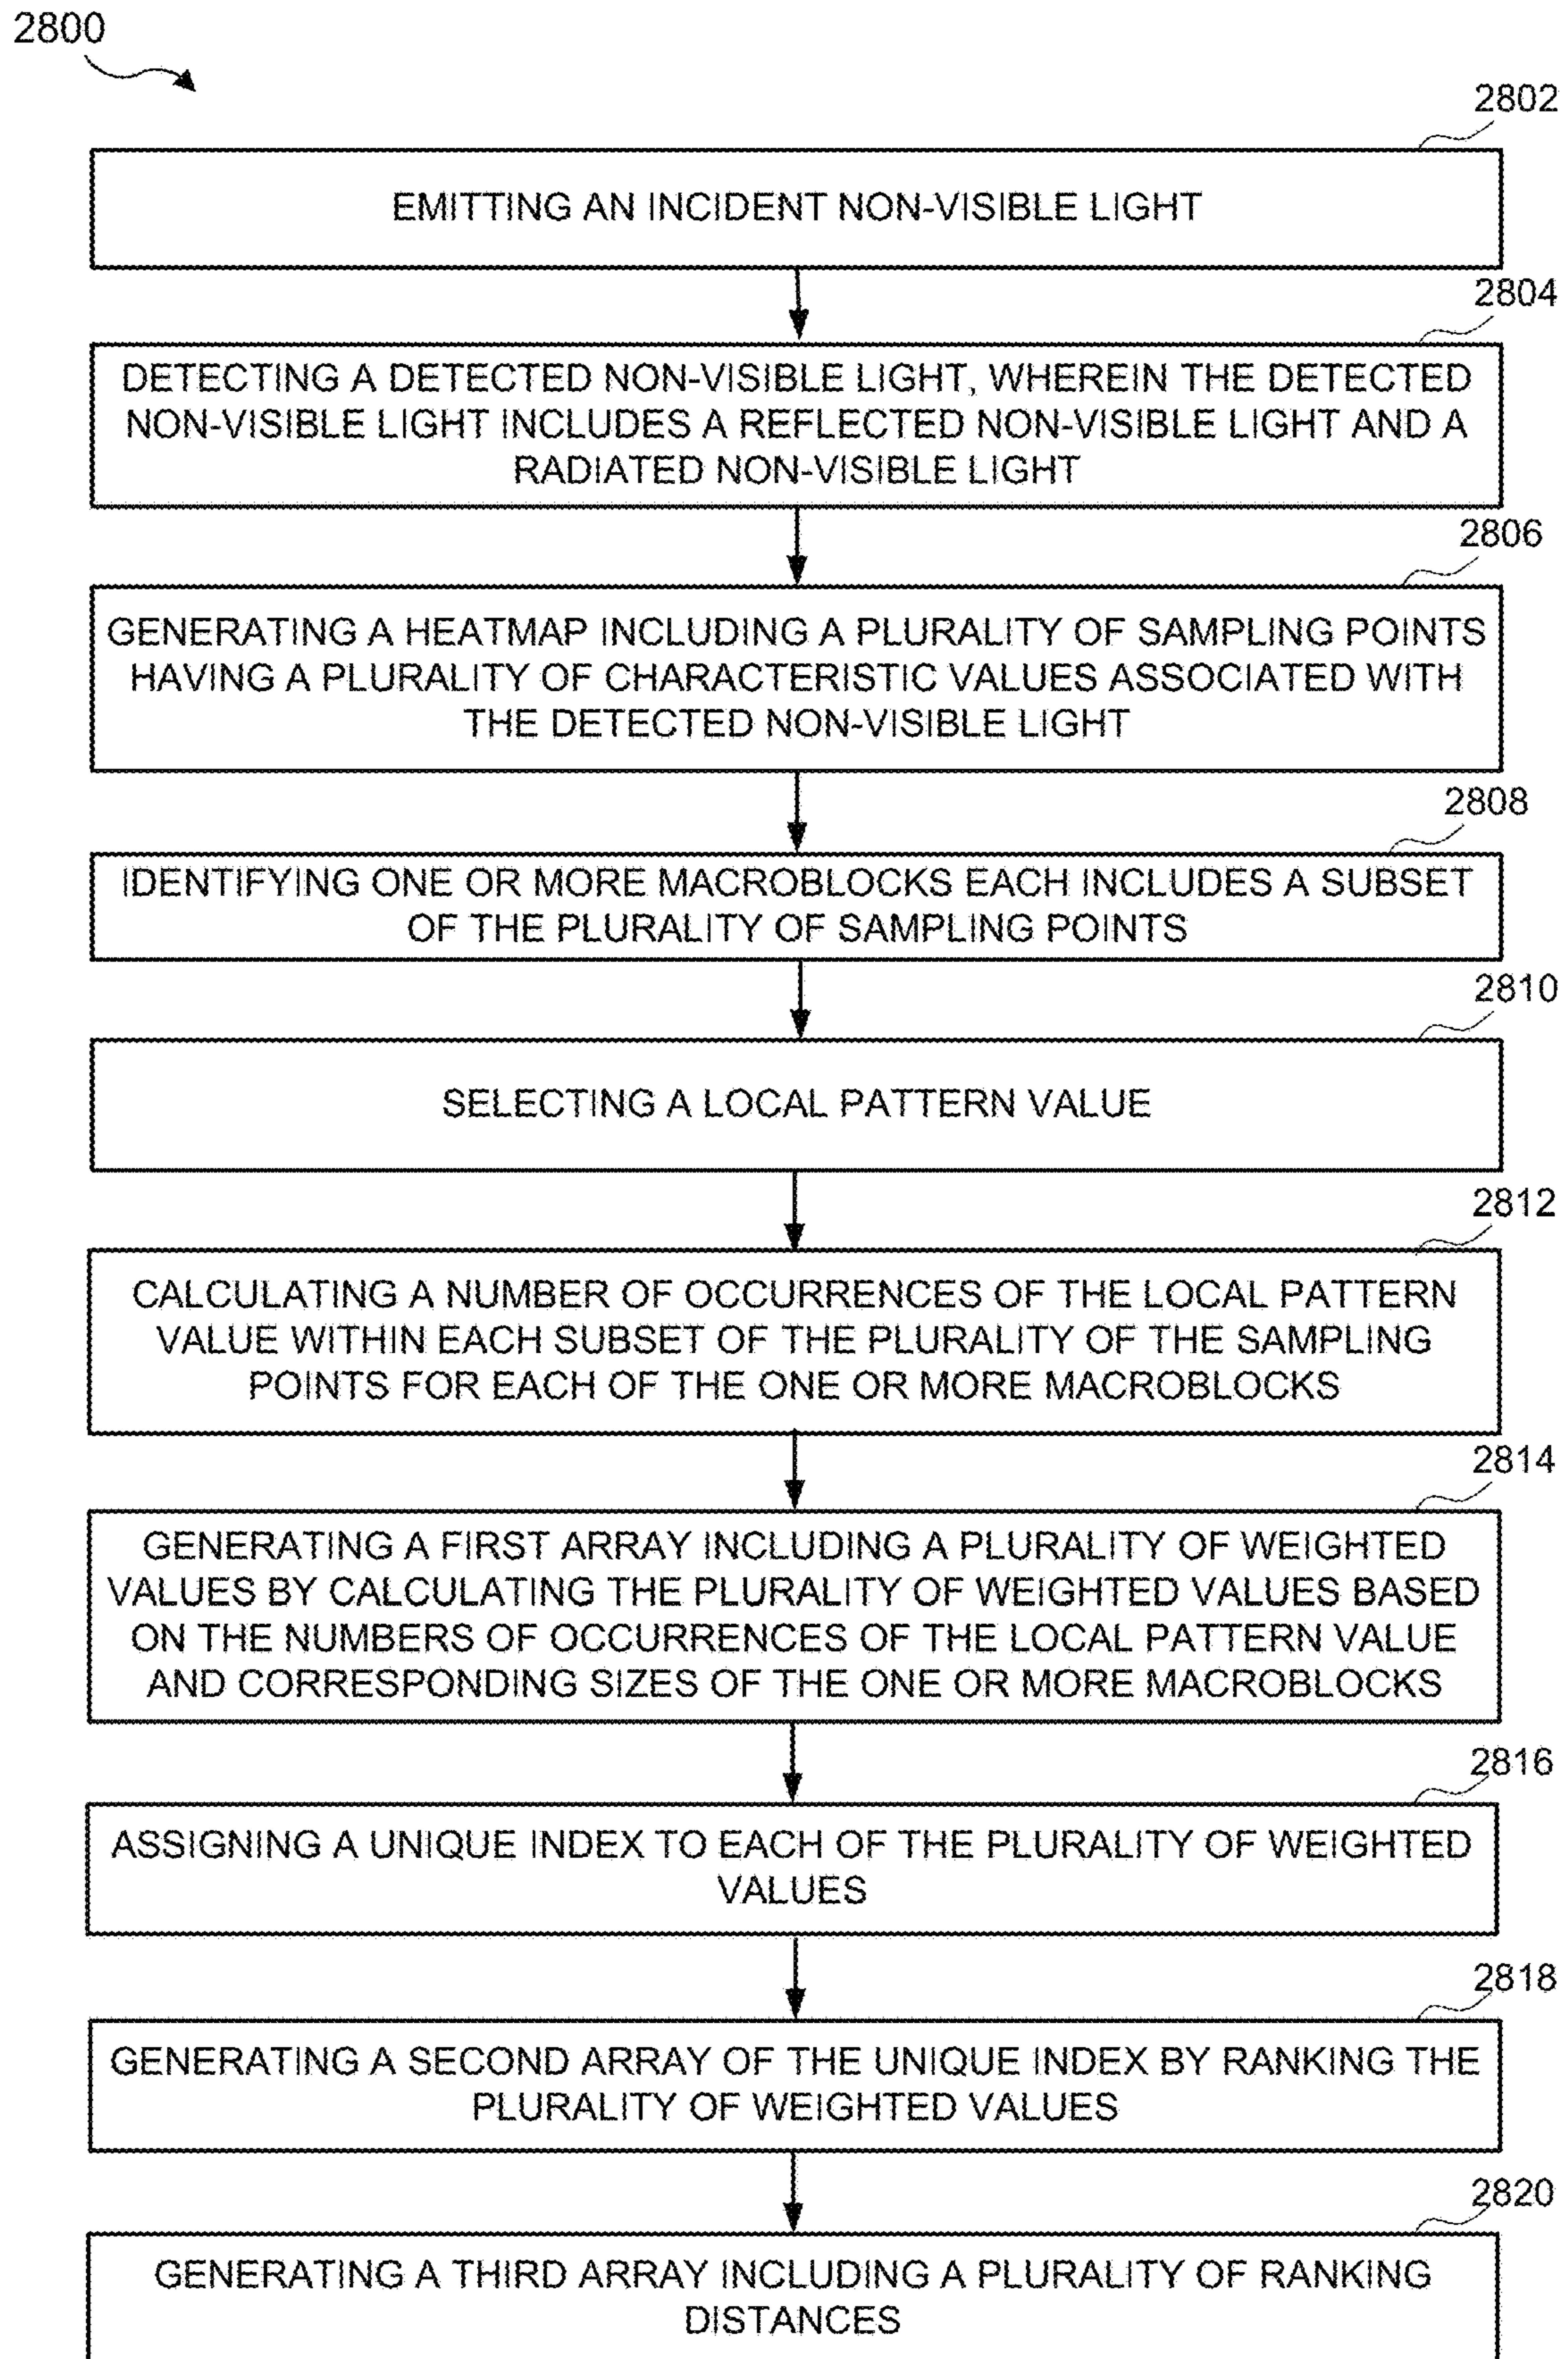 2800
2802
EMITTING AN INCIDENT NON-VISIBLE LIGHT
2804
DETECTING A DETECTED NON-VISIBLE LIGHT, WHEREIN THE DETECTED
NON-VISIBLE LIGHT INCLUDES A REFLECTED NON-VISIBLE LIGHT AND A
RADIATED NON-VISIBLE LIGHT
2806
GENERATING A HEATMAP INCLUDING A PLURALITY OF SAMPLING POINTS
HAVING A PLURALITY OF CHARACTERISTIC VALUES ASSOCIATED WITH
THE DETECTED NON-VISIBLE LIGHT
2808
IDENTIFYING ONE OR MORE MACROBLOCKS EACH INCLUDES A SUBSET
OF THE PLURALITY OF SAMPLING POINTS
2810
SELECTING A LOCAL PATTERN VALUE
2812
CALCULATING A NUMBER OF OCCURRENCES OF THE LOCAL PATTERN
VALUE WITHIN EACH SUBSET OF THE PLURALITY OF THE SAMPLING
POINTS FOR EACH OF THE ONE OR MORE MACROBLOCKS
2814
GENERATING A FIRST ARRAY INCLUDING A PLURALITY OF WEIGHTED
VALUES BY CALCULATING THE PLURALITY OF WEIGHTED VALUES BASED
ON THE NUMBERS OF OCCURRENCES OF THE LOCAL PATTERN VALUE
AND CORRESPONDING SIZES OF THE ONE OR MORE MACROBLOCKS
2816
ASSIGNING A UNIQUE INDEX TO EACH OF THE PLURALITY OF WEIGHTED
VALUES
2818
GENERATING A SECOND ARRAY OF THE UNIQUE INDEX BY RANKING THE
PLURALITY OF WEIGHTED VALUES
2820
GENERATING A THIRD ARRAY INCLUDING A PLURALITY OF RANKING
DISTANCES